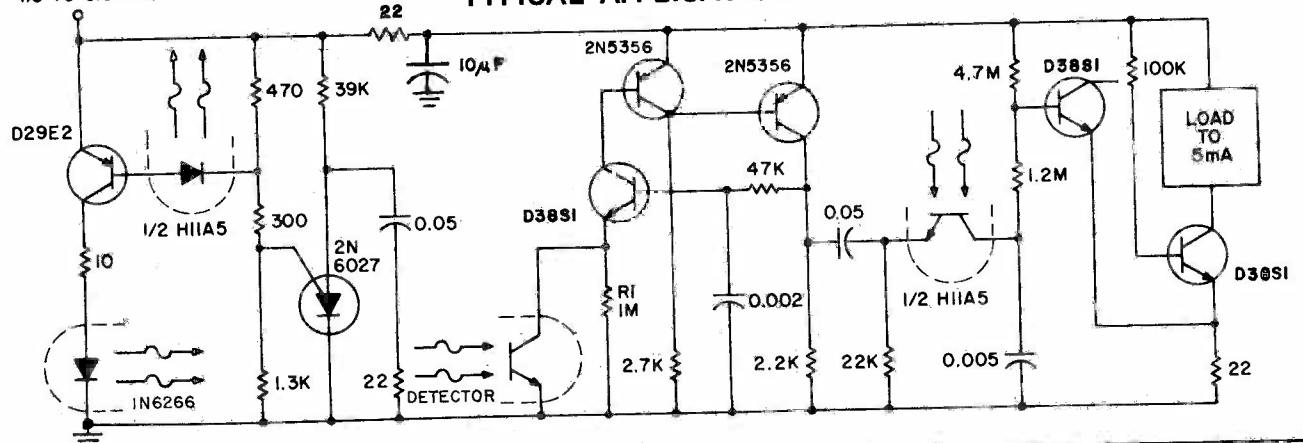 22
10µF
2N5356
2N5356
4.7M
D38S1
100K
470
39K
LOAD
TO
5mA
D29E2
47K
1.2M
1/2 H11A5
300
0.05
D38S1
0.05
2N
6027
10
R1
1M
0.002
1/2 H11A5
D38S1
1N6266
1.3K
22
DETECTOR
2.7K
2.2K
22K
0.005
22